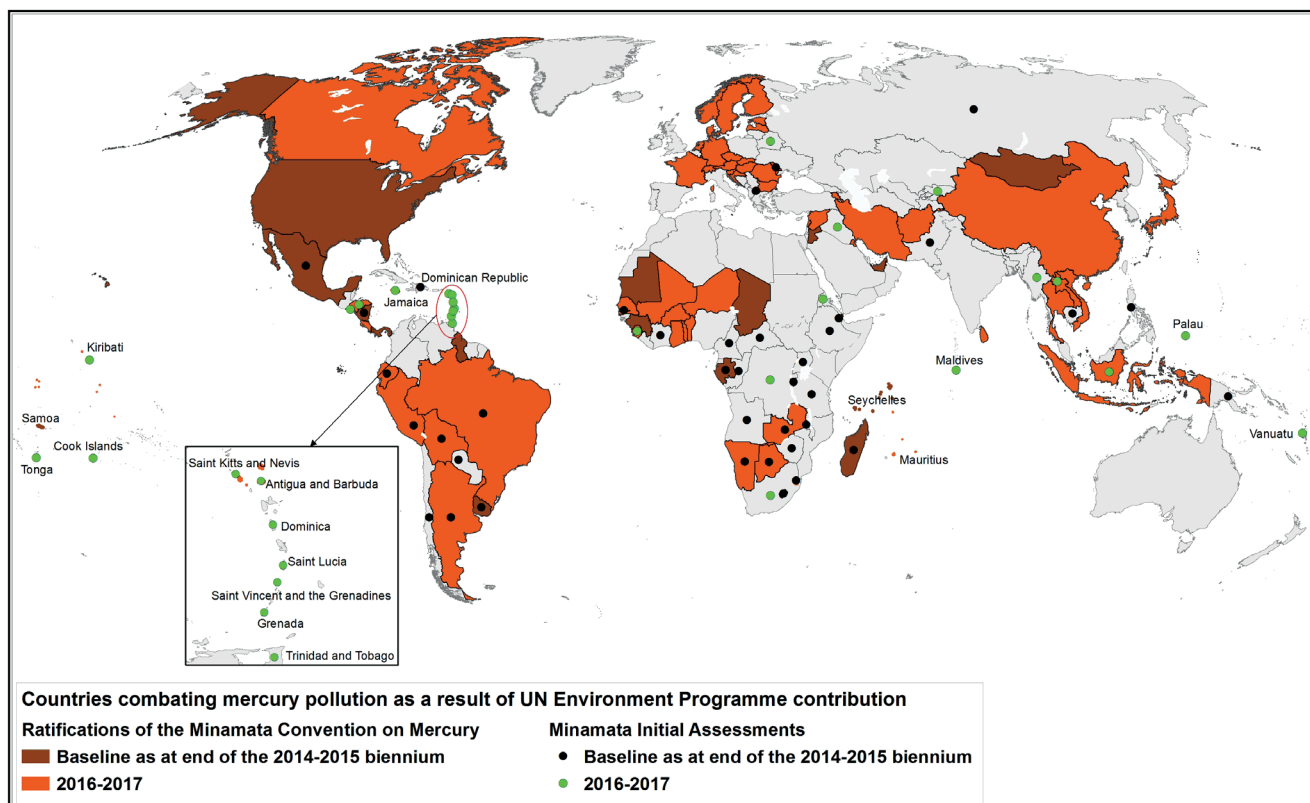 Dominican Republic
Jamaica
Kiribati
Palau
Maldives
Seychelles
Samoa
Cook Islands
Tonga
Vanuatu
Mauritius
Saint Kitts and Nevis
Antigua and Barbuda
Dominica
Saint Lucia
Saint Vincent and the Grenadines
Grenada
Trinidad and Tobago
Countries combating mercury pollution as a result of UN Environment Programme contribution
Ratifications of the Minamata Convention on Mercury
Baseline as at end of the 2014-2015 biennium
2016-2017
Minamata Initial Assessments
Baseline as at end of the 2014-2015 biennium
2016-2017